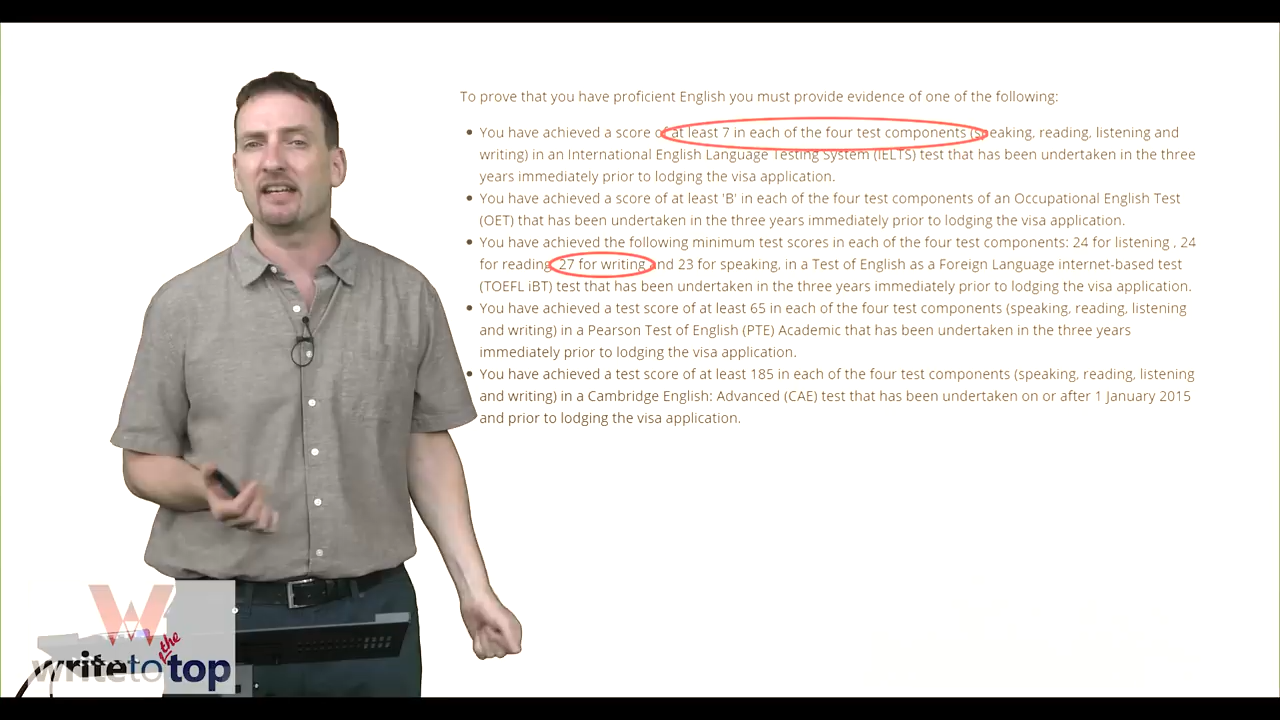 To prove that you have proficient English you must provide evidence of one of the following:
You have achieved a score of at least 7 in each of the four test components (speaking, reading, listening and
writing) in an International English Language Testing System (IELTS) test that has been undertaken in the three
years immediately prior to lodging the visa application.
You have achieved a score of at least 'B' in each of the four test components of an Occupational English Test
(OET) that has been undertaken in the three years immediately prior to lodging the visa application.
You have achieved the following minimum test scores in each of the four test components: 24 for listening , 24
for reading, 27 for writing and 23 for speaking, in a Test of English as a Foreign Language internet-based test
(TOEFL iBT) test that has been undertaken in the three years immediately prior to lodging the visa application.
You have achieved a test score of at least 65 in each of the four test components (speaking, reading, listening
and writing) in a Pearson Test of English (PTE) Academic that has been undertaken in the three years
immediately prior to lodging the visa application.
You have achieved a test score of at least 185 in each of the four test components (speaking, reading, listening
and writing) in a Cambridge English: Advanced (CAE) test that has been undertaken on or after 1 January 2015
and prior to lodging the visa application.
W
write to the top